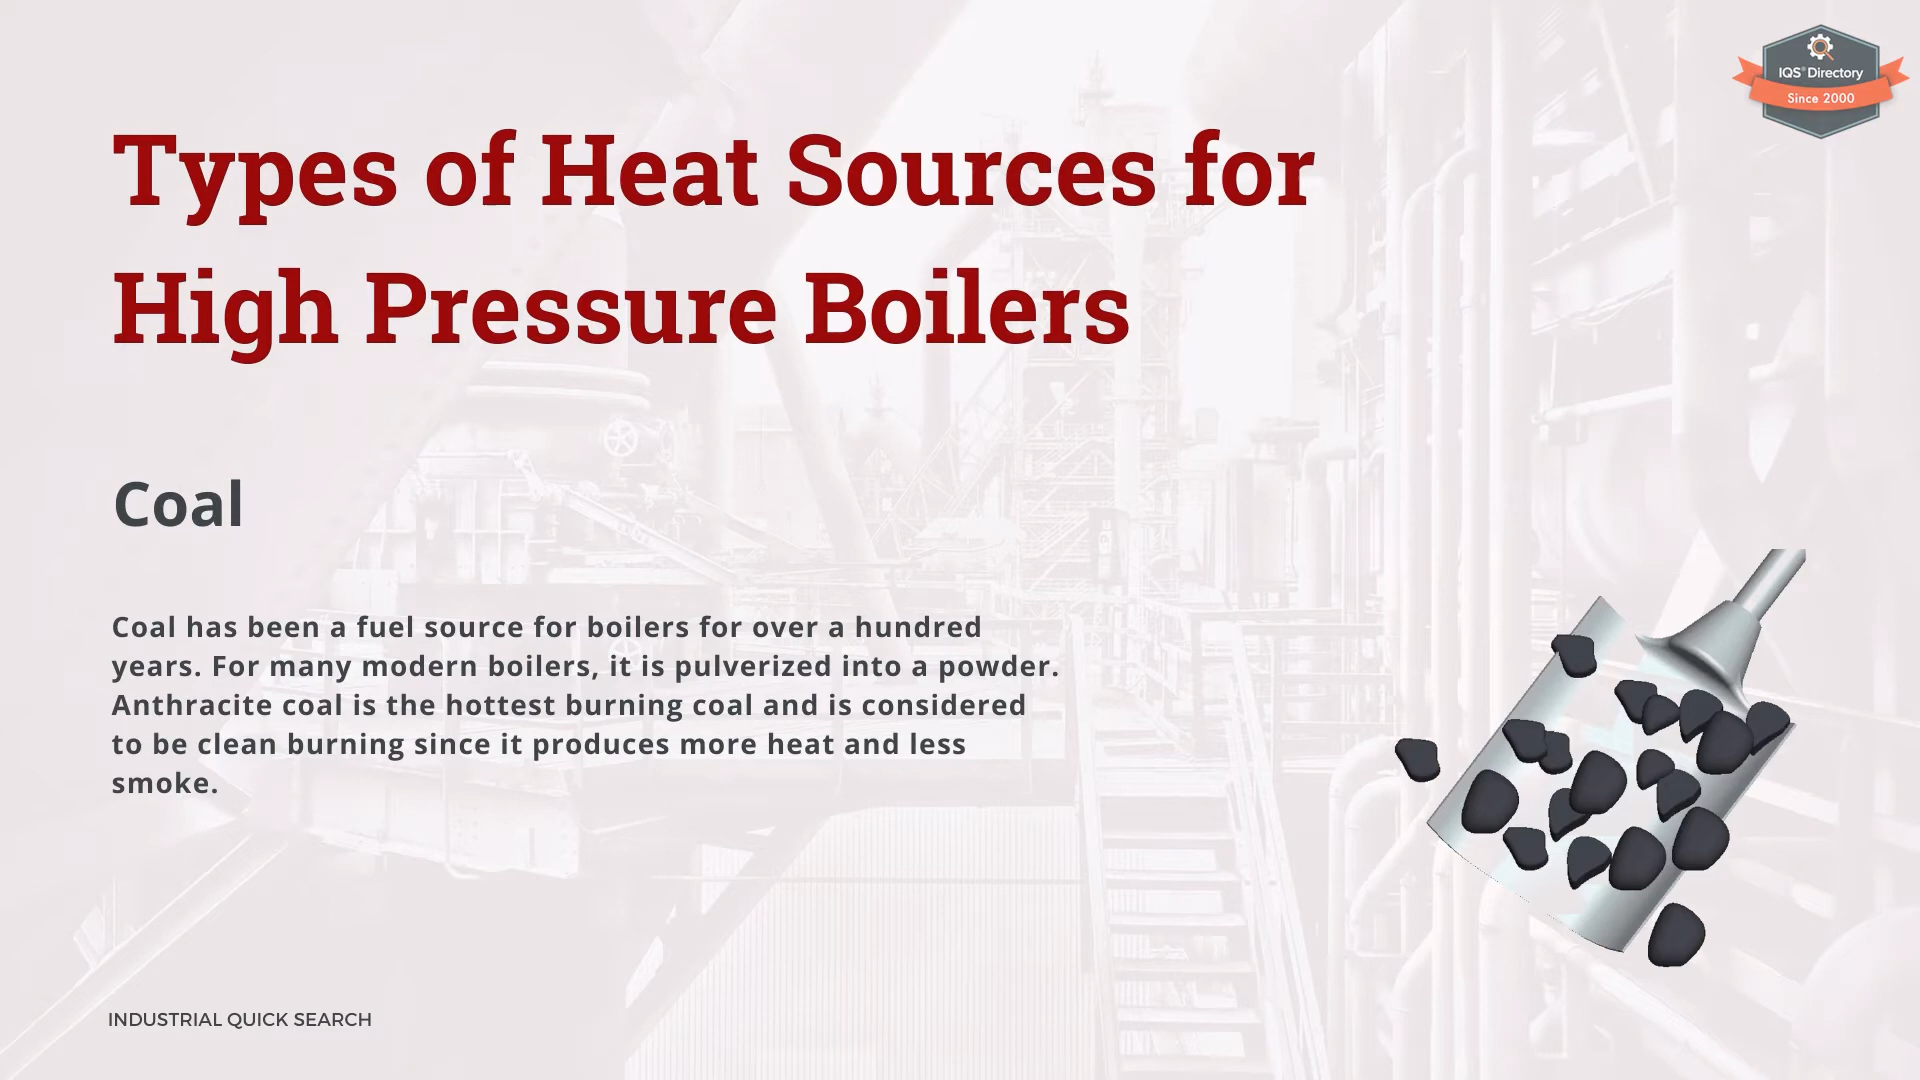 IQS® Directory
Since 2000
Types of Heat Sources for
High Pressure Boilers
Coal
Coal has been a fuel source for boilers for over a hundred
years. For many modern boilers, it is pulverized into a powder.
Anthracite coal is the hottest burning coal and is considered
to be clean burning since it produces more heat and less
smoke.
INDUSTRIAL QUICK SEARCH